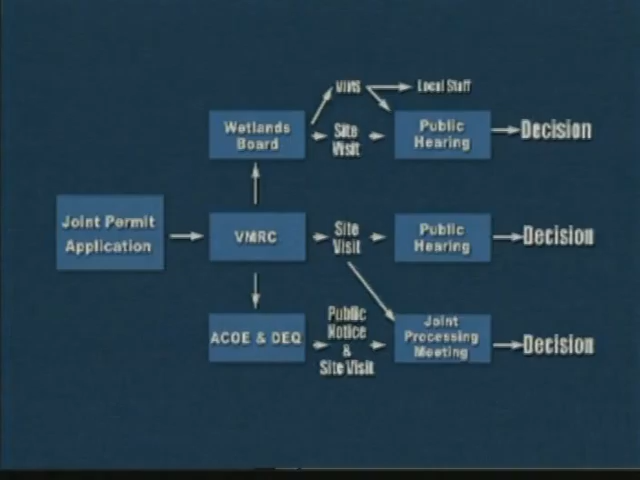 VIMS
Local Staff
Wetlands
Board
Site
Visit
Public
Hearing
Decision
Joint Permit
Application
VMRC
Site
Visit
Public
Hearing
Decision
ACOE & DEQ
Public
Notice
&
Site Visit
Joint
Processing
Meeting
Decision